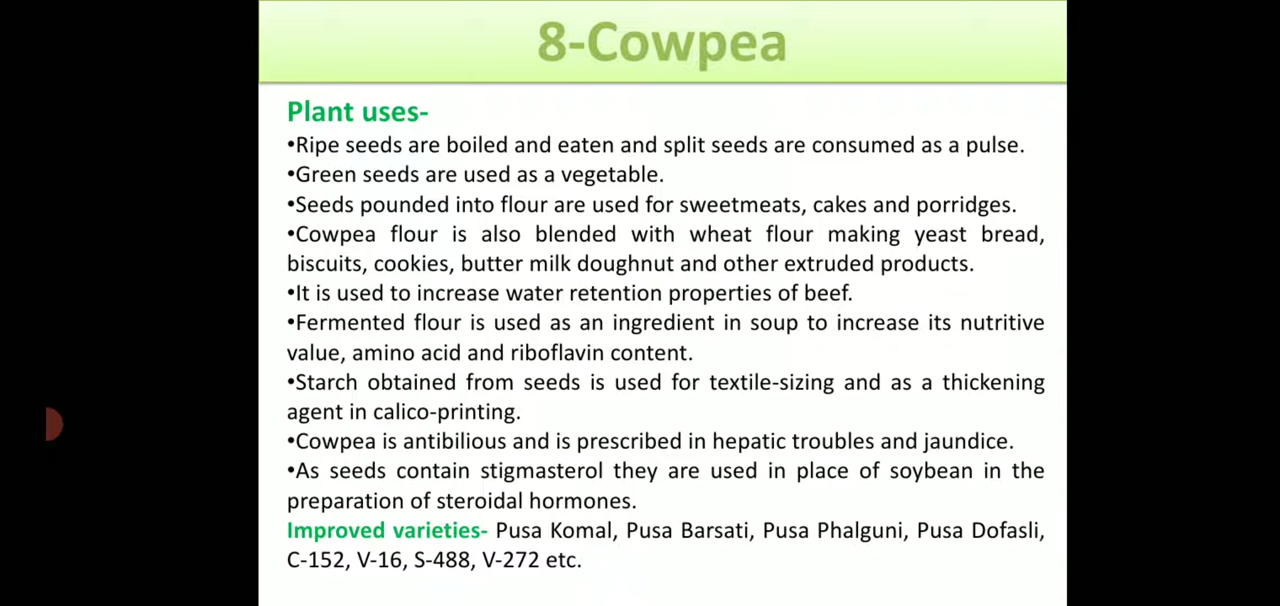 8-Cowpea
Plant uses-
•Ripe seeds are boiled and eaten and split seeds are consumed as a pulse.
•Green seeds are used as a vegetable.
•Seeds pounded into flour are used for sweetmeats, cakes and porridges.
•Cowpea flour is also blended with wheat flour making yeast bread,
biscuits, cookies, butter milk doughnut and other extruded products.
•It is used to increase water retention properties of beef.
•Fermented flour is used as an ingredient in soup to increase its nutritive
value, amino acid and riboflavin content.
•Starch obtained from seeds is used for textile-sizing and as a thickening
agent in calico-printing.
•Cowpea is antibilious and is prescribed in hepatic troubles and jaundice.
•As seeds contain stigmasterol they are used in place of soybean in the
preparation of steroidal hormones.
Improved varieties- Pusa Komal, Pusa Barsati, Pusa Phalguni, Pusa Dofasli,
C-152, V-16, S-488, V-272 etc.